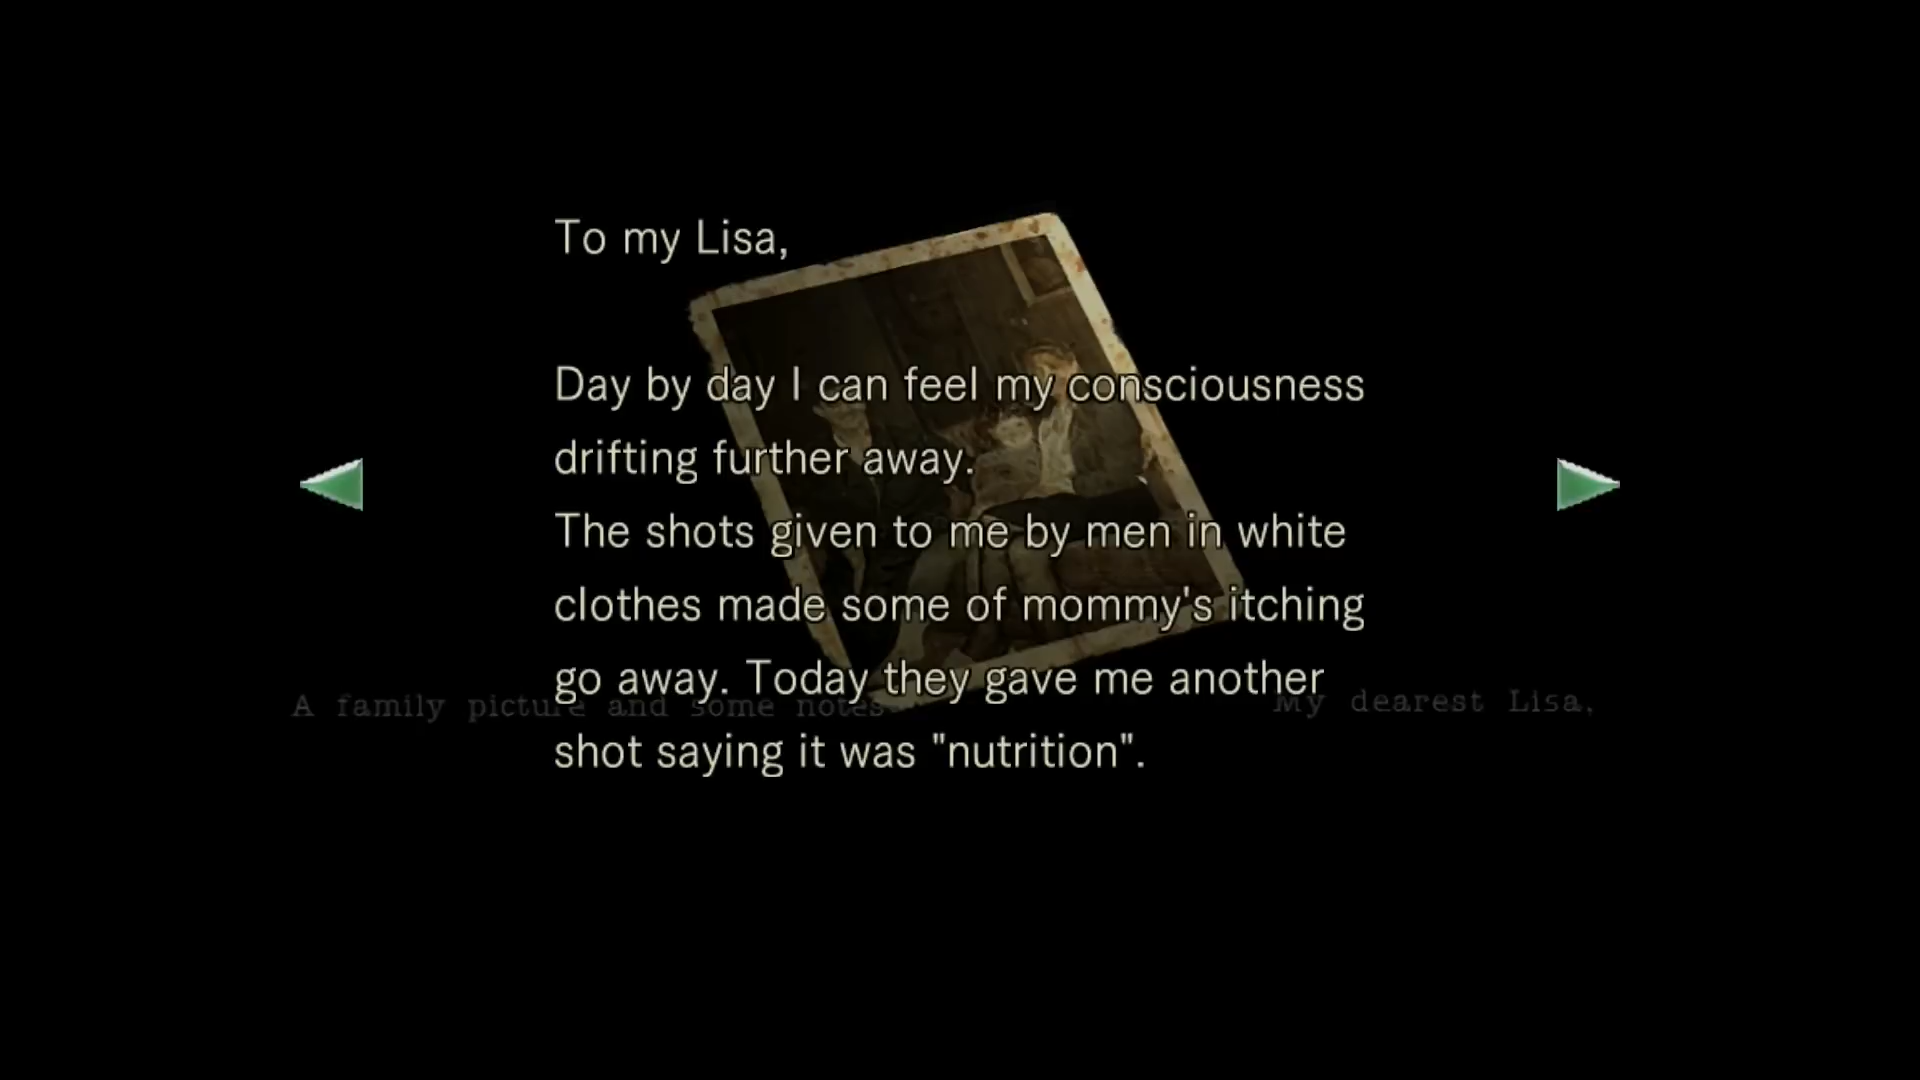 To my Lisa,
Day by day I can feel my consciousness
drifting further away.
The shots given to me by men in white
clothes made some of mommy's itching
go away. Today they gave me another
A family picture and some notes
My dearest Lisa,
shot saying it was "nutrition".